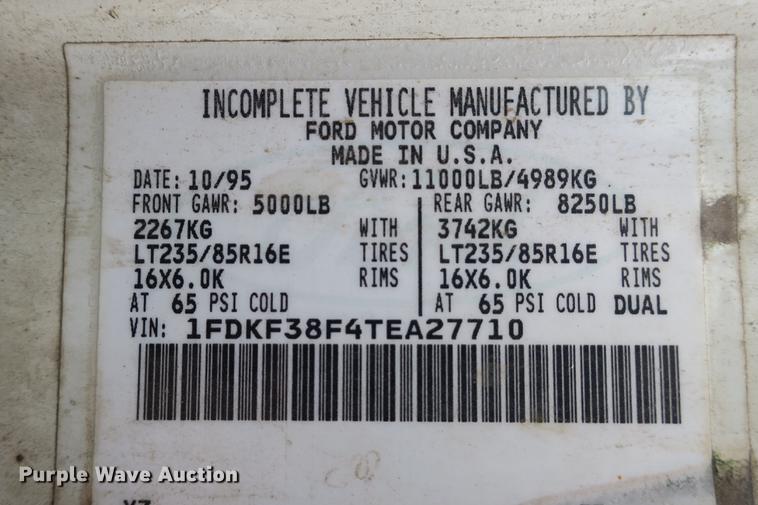 INCOMPLETE VEHICLE MANUFACTURED BY
FORD MOTOR COMPANY
MADE IN U.S.A.
DATE: 10/95 GVWR: 11000LB/4989KG
FRONT GAWR: 5000LB REAR GAWR: 8250LB
2267KG WITH 3742KG WITH
LT235/85R16E TIRES LT235/85R16E TIRES
16X6.0K RIMS 16X6.0K RIMS
AT 65 PSI COLD AT 65 PSI COLD DUAL
VIN: 1FDKF38F4TEA27710
Purple Wave Auction